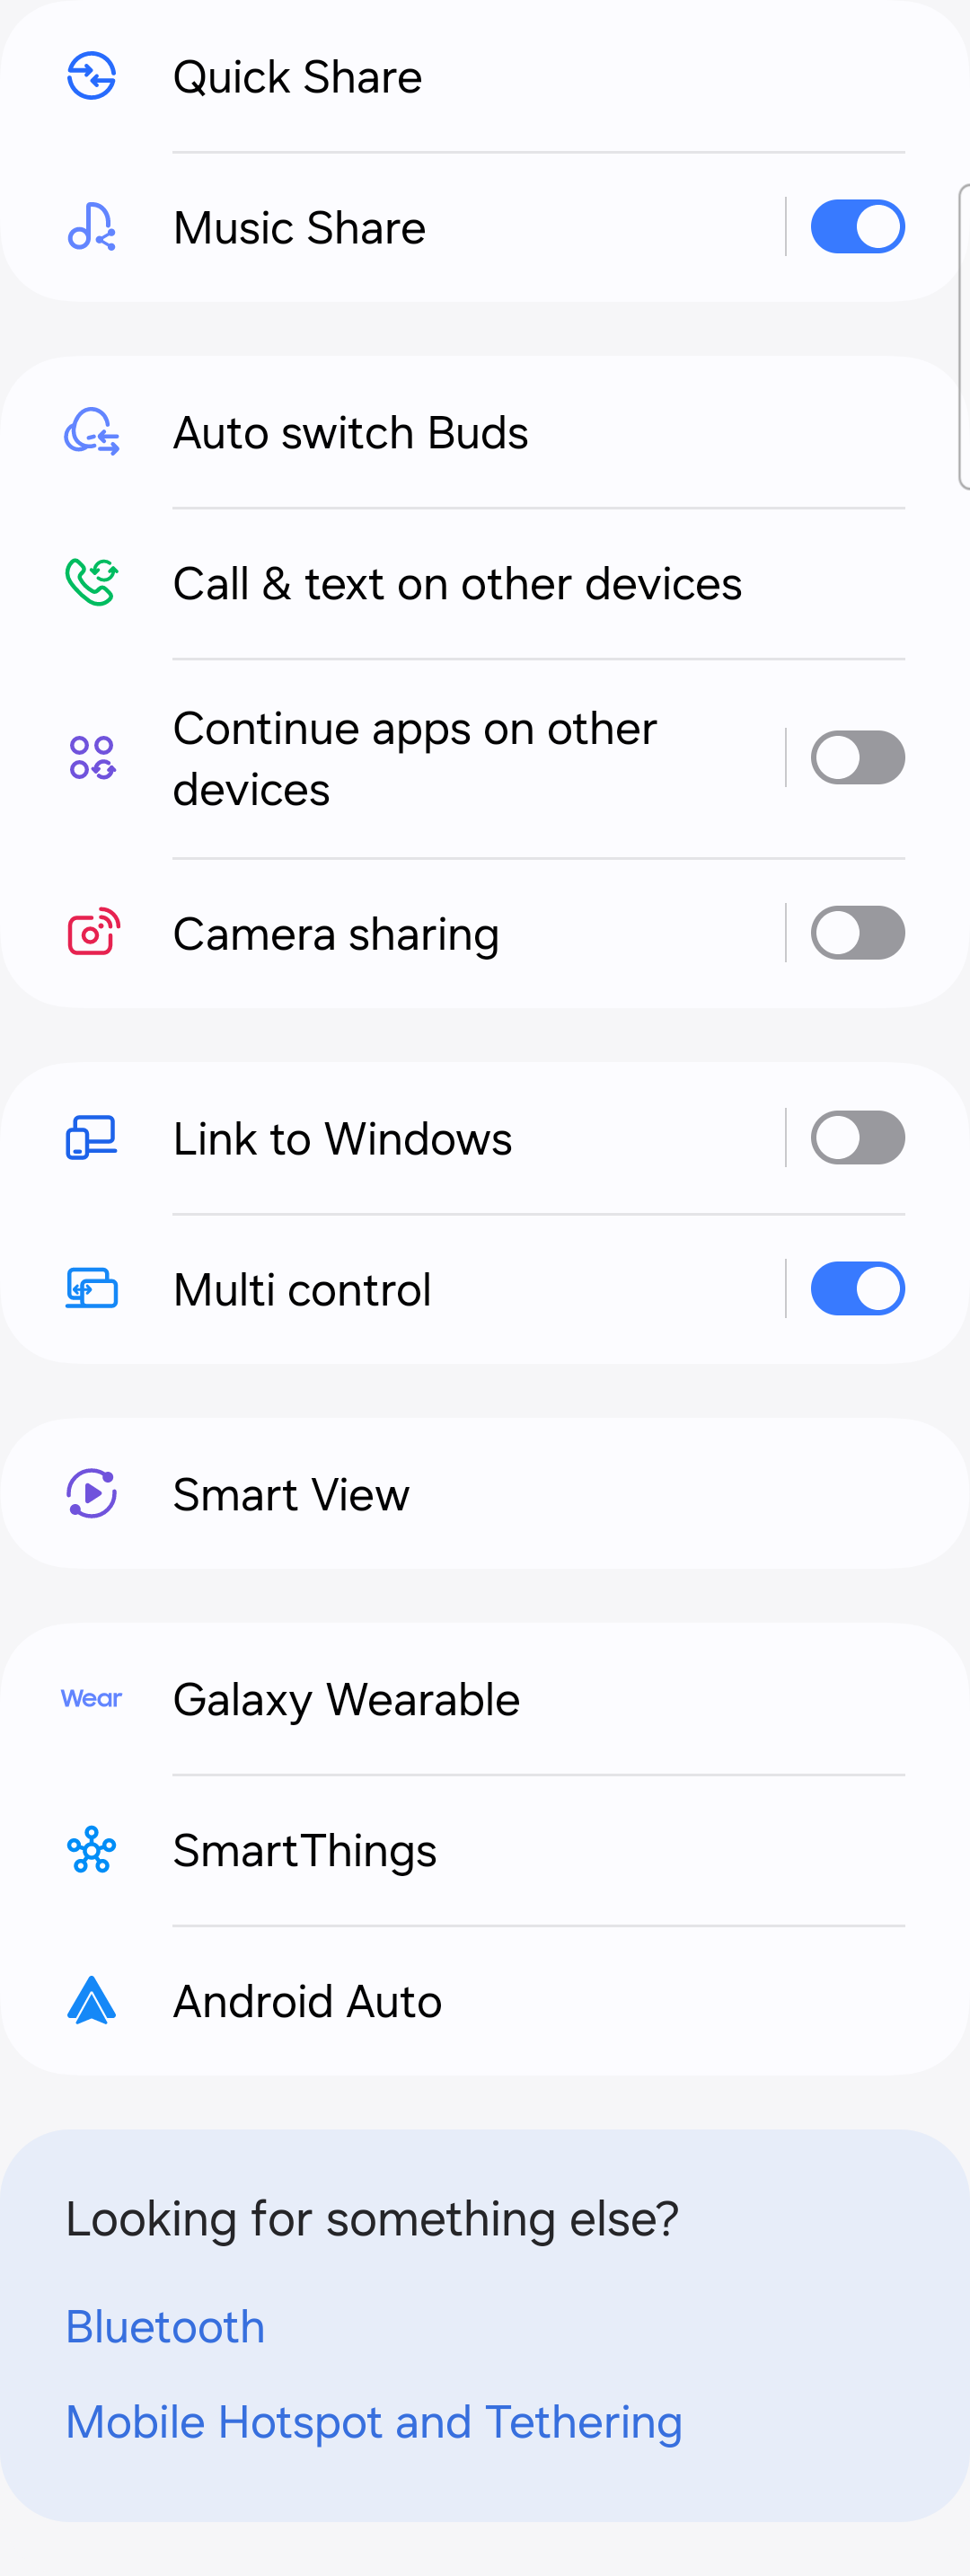 Quick Share
Music Share
Auto switch Buds
Call & text on other devices
Continue apps on other
devices
Camera sharing
Link to Windows
Multi control
Smart View
Wear
Galaxy Wearable
SmartThings
Android Auto
Looking for something else?
Bluetooth
Mobile Hotspot and Tethering